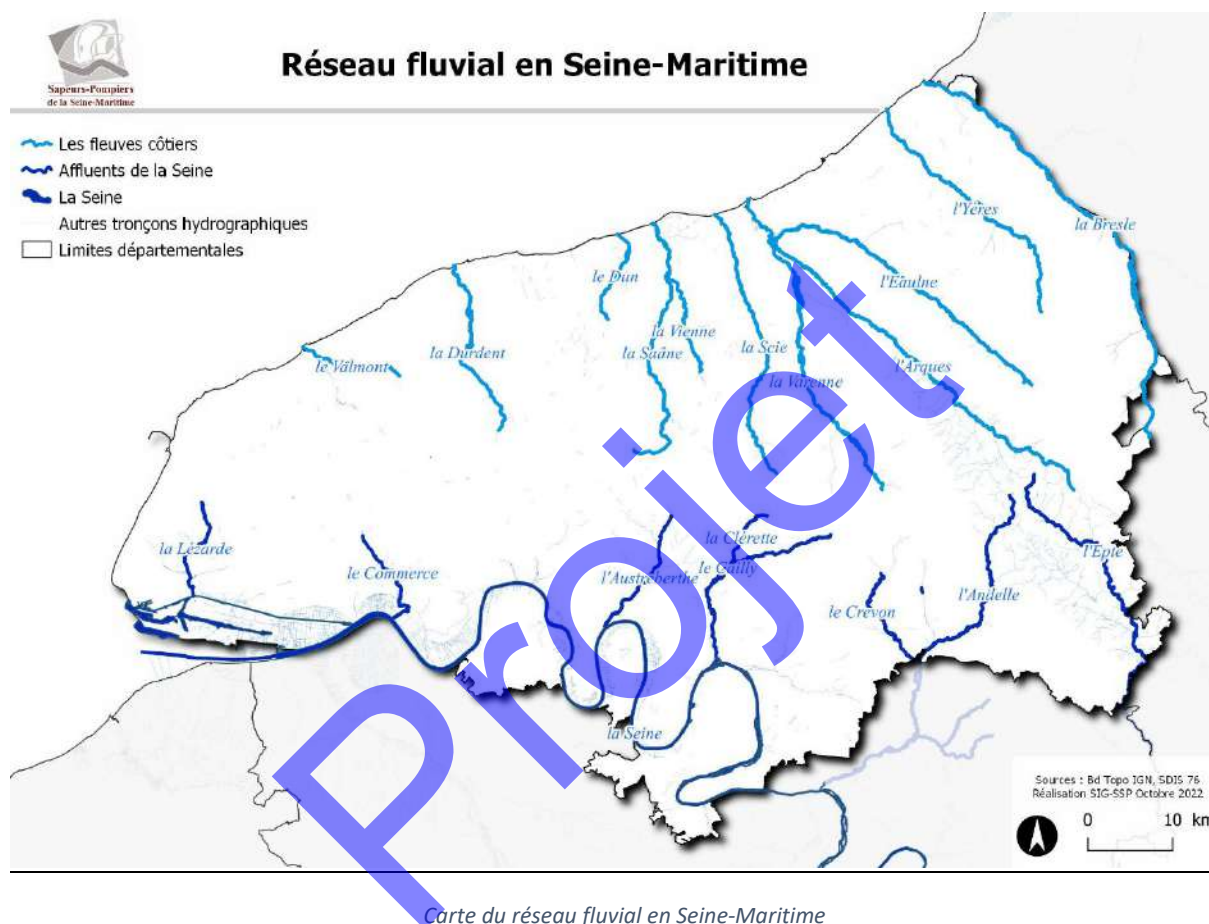 Sapeurs-Pompiers
de la Seine-Maritime
Réseau fluvial en Seine-Maritime
Les fleuves côtiers
Affluents de la Seine
La Seine
Autres tronçons hydrographiques
Limites départementales
l'Yères
la Bresle
le Dun
l'Eaulne
la Vienne
la Durdent
la Saâne
la Scie
le Valmont
l'Arques
la Varenne
la Clérette
la Lézarde
l'Epte
le Cailly
le Commerce
l'Austreberthe
l'Andelle
le Crevon
la Seine
Projet
Sources : Bd Topo IGN, SDIS 76
Réalisation SIG-SSP Octobre 2022
0 10 km
Carte du réseau fluvial en Seine-Maritime